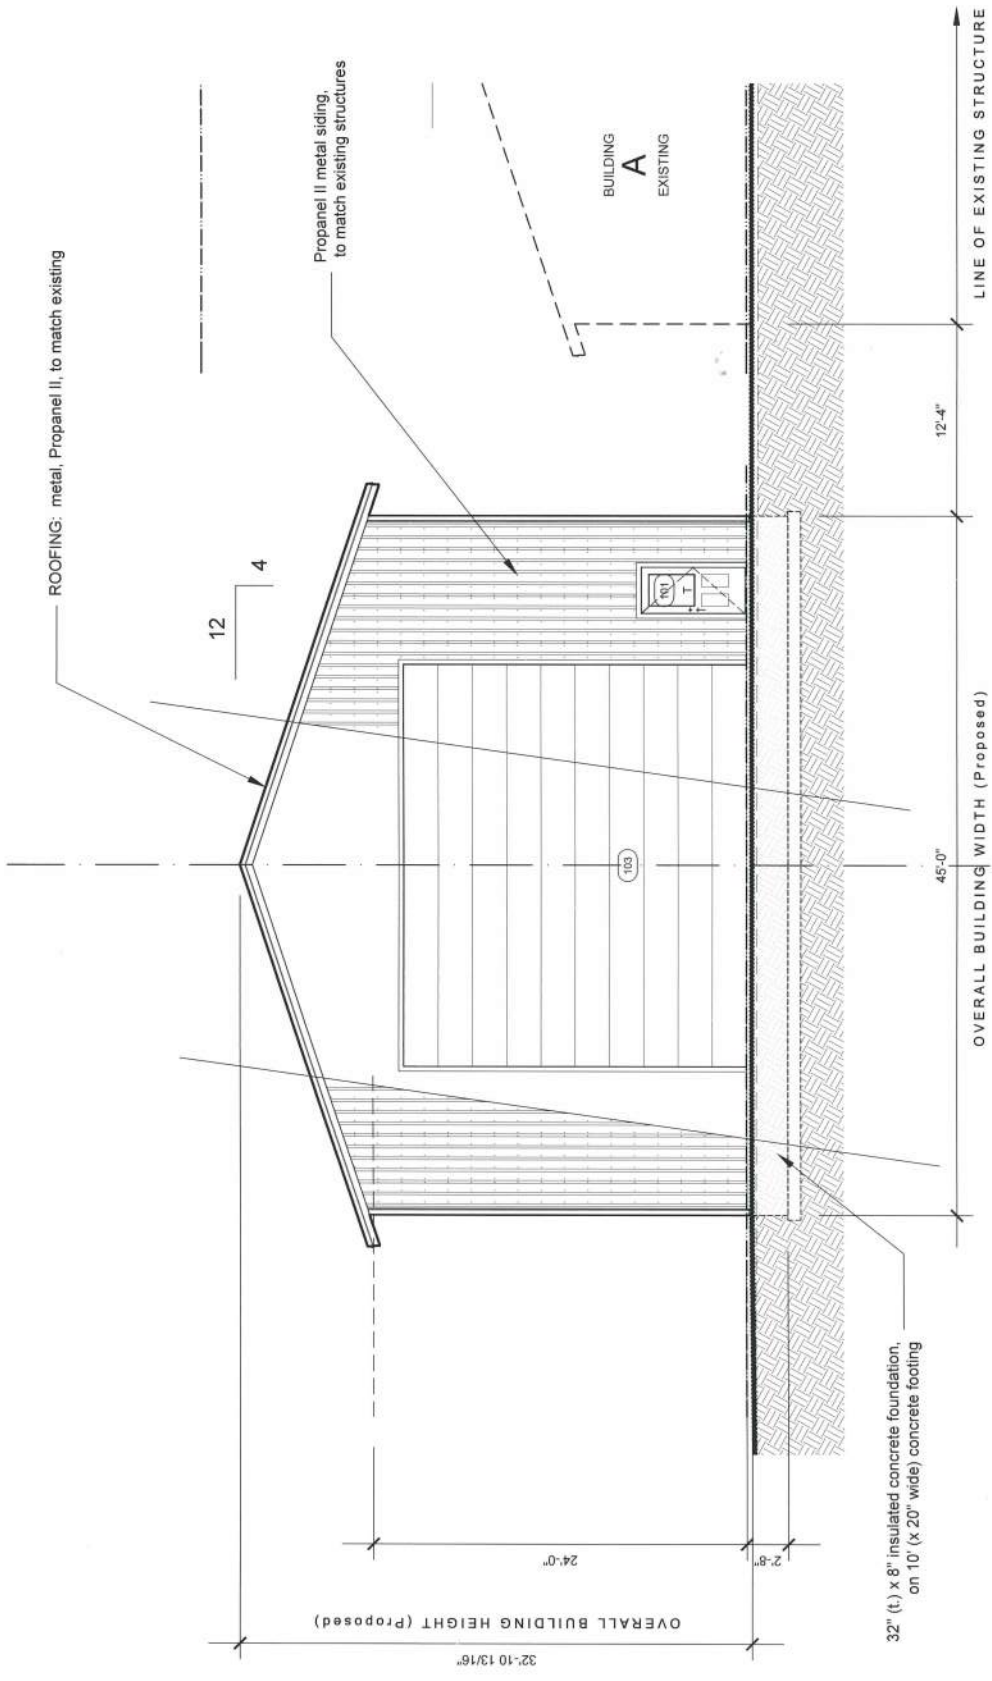 ROOFING: metal, Propanel II, to match existing
12
4
Propanel II metal siding,
to match existing structures
BUILDING
A
EXISTING
101
T
103
32'-10 13/16"
OVERALL BUILDING HEIGHT (Proposed)
24'-0"
2'-8"
32" (t.) x 8" insulated concrete foundation,
on 10' (x 20" wide) concrete footing
45'-0"
12'-4"
OVERALL BUILDING WIDTH (Proposed)
LINE OF EXISTING STRUCTURE